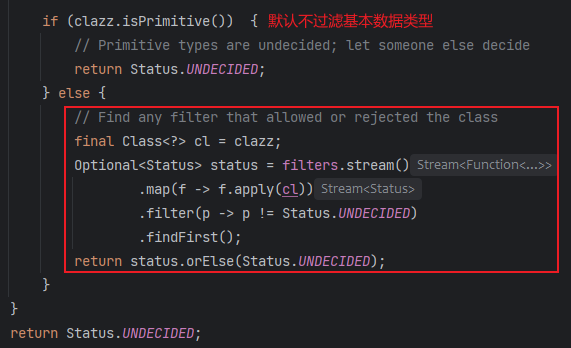 if (clazz.isPrimitive()) { 默认不过滤基本数据类型
// Primitive types are undecided; let someone else decide
return Status.UNDECIDED;
} else {
// Find any filter that allowed or rejected the class
final Class<?> cl = clazz;
Optional<Status> status = filters.stream() Stream<Function<...>>
.map(f -> f.apply(cl)) Stream<Status>
.filter(p -> p != Status.UNDECIDED)
.findFirst();
return status.orElse(Status.UNDECIDED);
}
}
return Status.UNDECIDED;